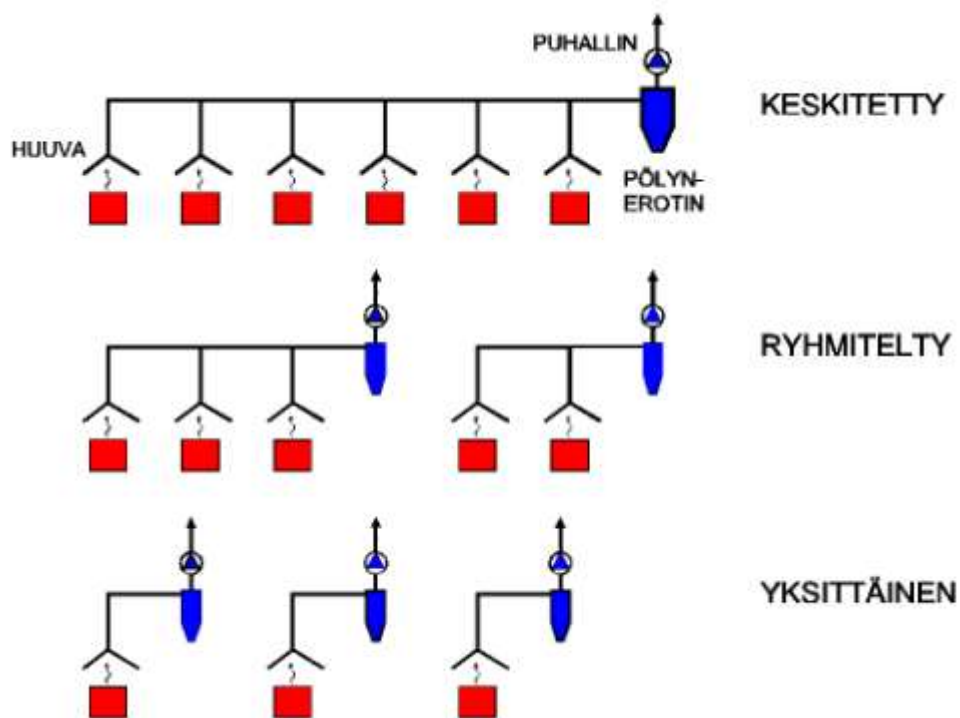 PUHALLIN
KESKITETTY
HUUVA
PÖLYN-
EROTIN
RYHMITELTY
YKSITTÄINEN